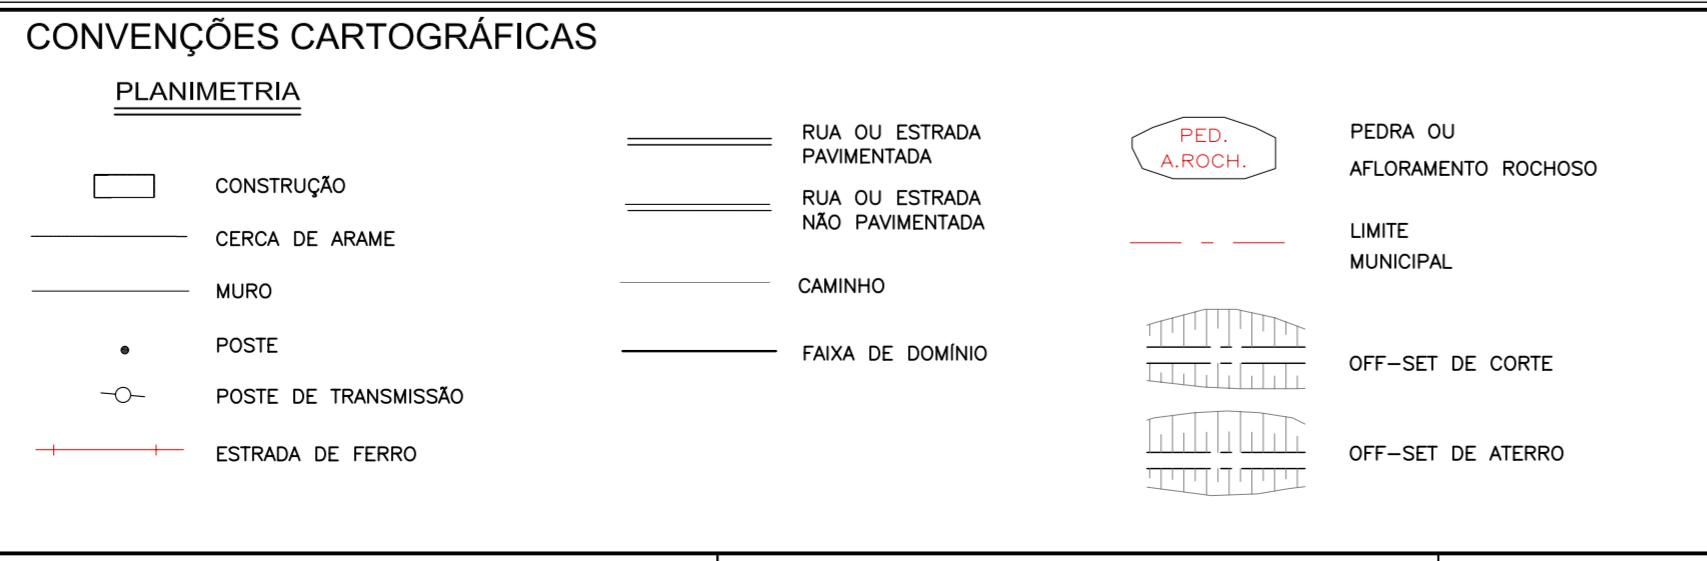 CONVENÇÕES CARTOGRÁFICAS
PLANIMETRIA
CONSTRUÇÃO
CERCA DE ARAME
MURO
POSTE
POSTE DE TRANSMISSÃO
ESTRADA DE FERRO
RUA OU ESTRADA
PAVIMENTADA
RUA OU ESTRADA
NÃO PAVIMENTADA
CAMINHO
FAIXA DE DOMÍNIO
PED.
A.ROCH.
PEDRA OU
AFLORAMENTO ROCHOSO
LIMITE
MUNICIPAL
OFF-SET DE CORTE
OFF-SET DE ATERRO